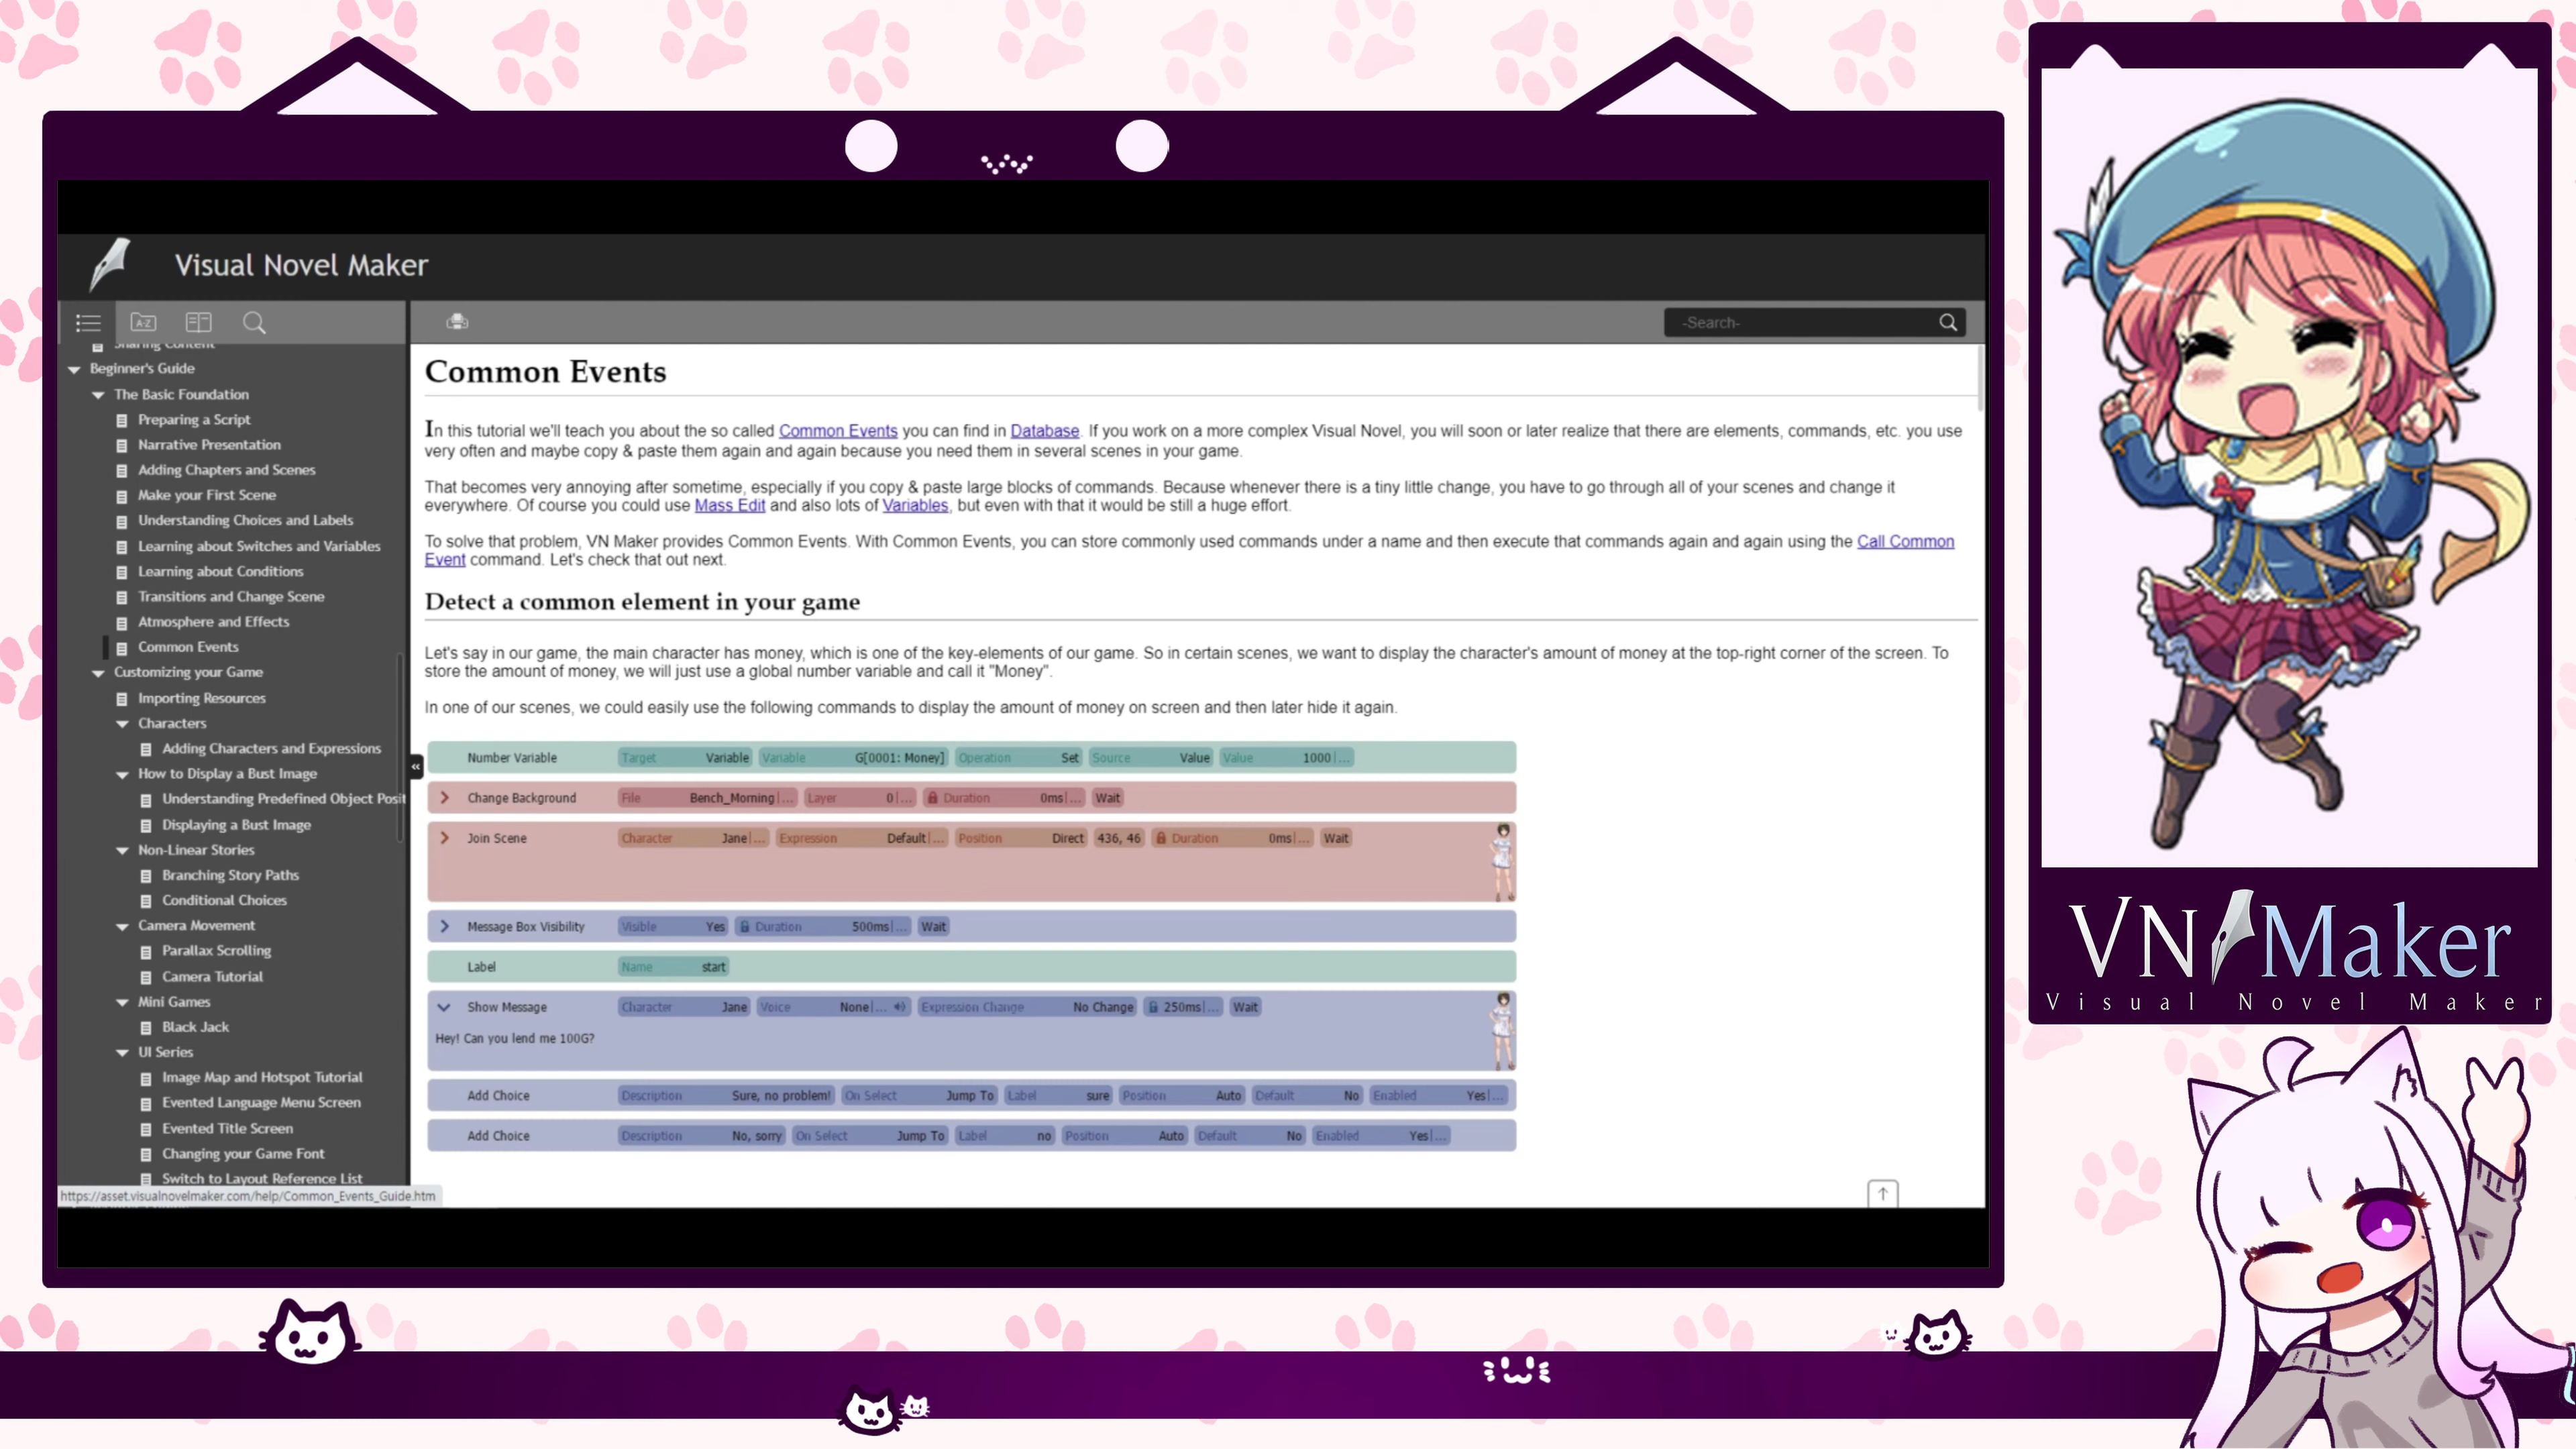 Visual Novel Maker
-Search-
Sharing Content
Beginner's Guide
The Basic Foundation
Preparing a Script
Narrative Presentation
Adding Chapters and Scenes
Make your First Scene
Understanding Choices and Labels
Learning about Switches and Variables
Learning about Conditions
Transitions and Change Scene
Atmosphere and Effects
Common Events
Customizing your Game
Importing Resources
Characters
Adding Characters and Expressions
How to Display a Bust Image
Understanding Predefined Object Posit
Displaying a Bust Image
Non-Linear Stories
Branching Story Paths
Conditional Choices
Camera Movement
Parallax Scrolling
Camera Tutorial
Mini Games
Black Jack
UI Series
Image Map and Hotspot Tutorial
Evented Language Menu Screen
Evented Title Screen
Changing your Game Font
Switch to Layout Reference List
https://asset.visualnovelmaker.com/help/Common_Events_Guide.htm
Common Events
In this tutorial we'll teach you about the so called Common Events you can find in Database. If you work on a more complex Visual Novel, you will soon or later realize that there are elements, commands, etc. you use
very often and maybe copy & paste them again and again because you need them in several scenes in your game.
That becomes very annoying after sometime, especially if you copy & paste large blocks of commands. Because whenever there is a tiny little change, you have to go through all of your scenes and change it
everywhere. Of course you could use Mass Edit and also lots of Variables, but even with that it would be still a huge effort.
To solve that problem, VN Maker provides Common Events. With Common Events, you can store commonly used commands under a name and then execute that commands again and again using the Call Common
Event command. Let's check that out next.
Detect a common element in your game
Let's say in our game, the main character has money, which is one of the key-elements of our game. So in certain scenes, we want to display the character's amount of money at the top-right corner of the screen. To
store the amount of money, we will just use a global number variable and call it "Money".
In one of our scenes, we could easily use the following commands to display the amount of money on screen and then later hide it again.
Number Variable Target Variable Variable G[0001: Money] Operation Set Source Value Value 1000|...
Change Background File Bench_Morning|... Layer 0|... Duration 0ms|... Wait
Join Scene Character Jane|... Expression Default|... Position Direct 436, 46 Duration 0ms|... Wait
Message Box Visibility Visible Yes Duration 500ms|... Wait
Label Name start
Show Message Character Jane Voice None|... Expression Change No Change 250ms|... Wait
Hey! Can you lend me 100G?
Add Choice Description Sure, no problem! On Select Jump To Label sure Position Auto Default No Enabled Yes|...
Add Choice Description No, sorry On Select Jump To Label no Position Auto Default No Enabled Yes|...
VN Maker
Visual Novel Maker